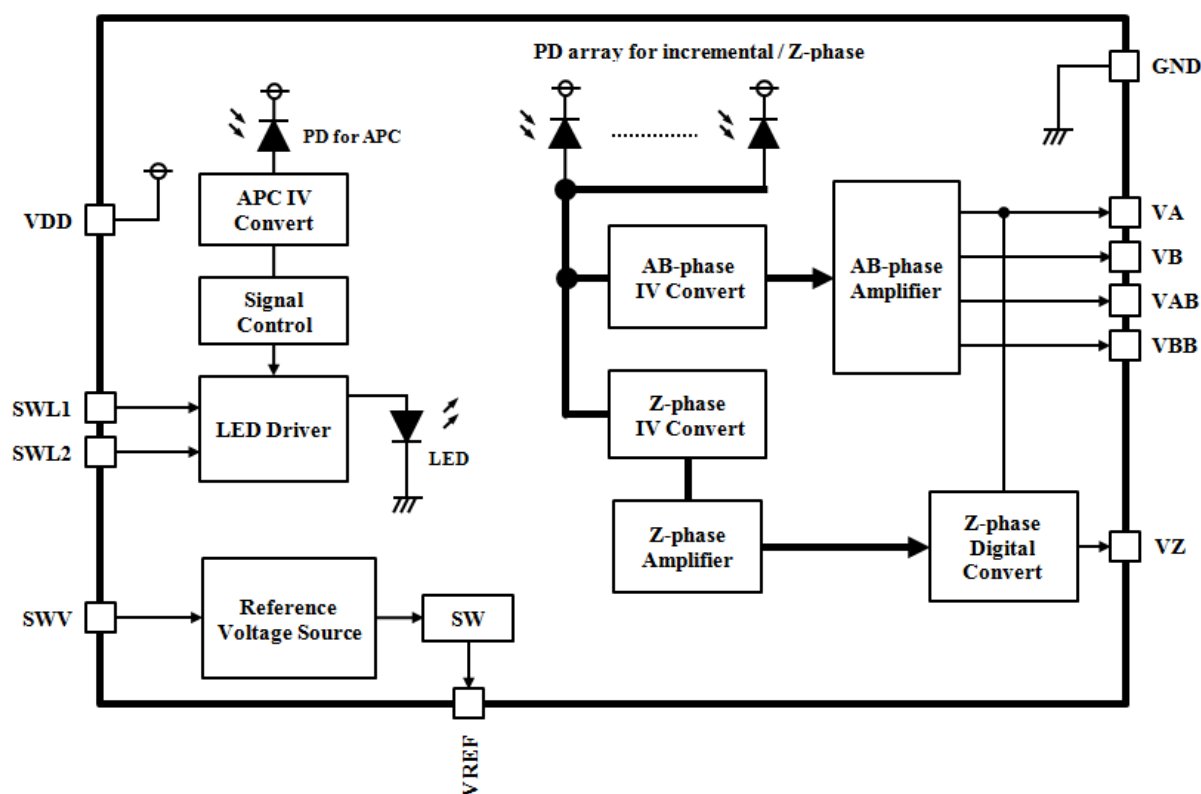 PD array for incremental / Z-phase
GND
PD for APC
APC IV
Convert
VDD
VA
AB-phase
IV Convert
AB-phase
Amplifier
VB
VAB
VBB
Signal
Control
SWL1
SWL2
LED Driver
LED
Z-phase
IV Convert
Z-phase
Amplifier
Z-phase
Digital
Convert
VZ
SWV
Reference
Voltage Source
SW
VREF